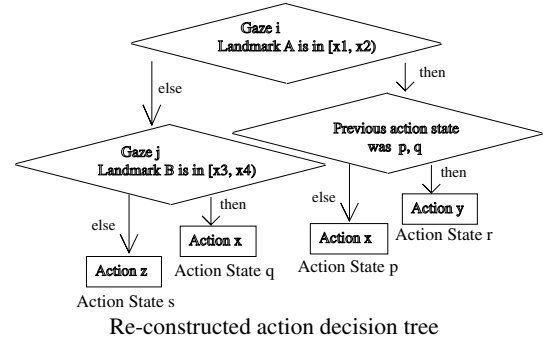 Gaze i
Landmark A is in [x1, x2)
then
else
Previous action state
was p, q
Gaze j
Landmark B is in [x3, x4)
then
then
else
else
Action y
Action x
Action x
Action State r
Action z
Action State q
Action State p
Action State s
Re-constructed action decision tree